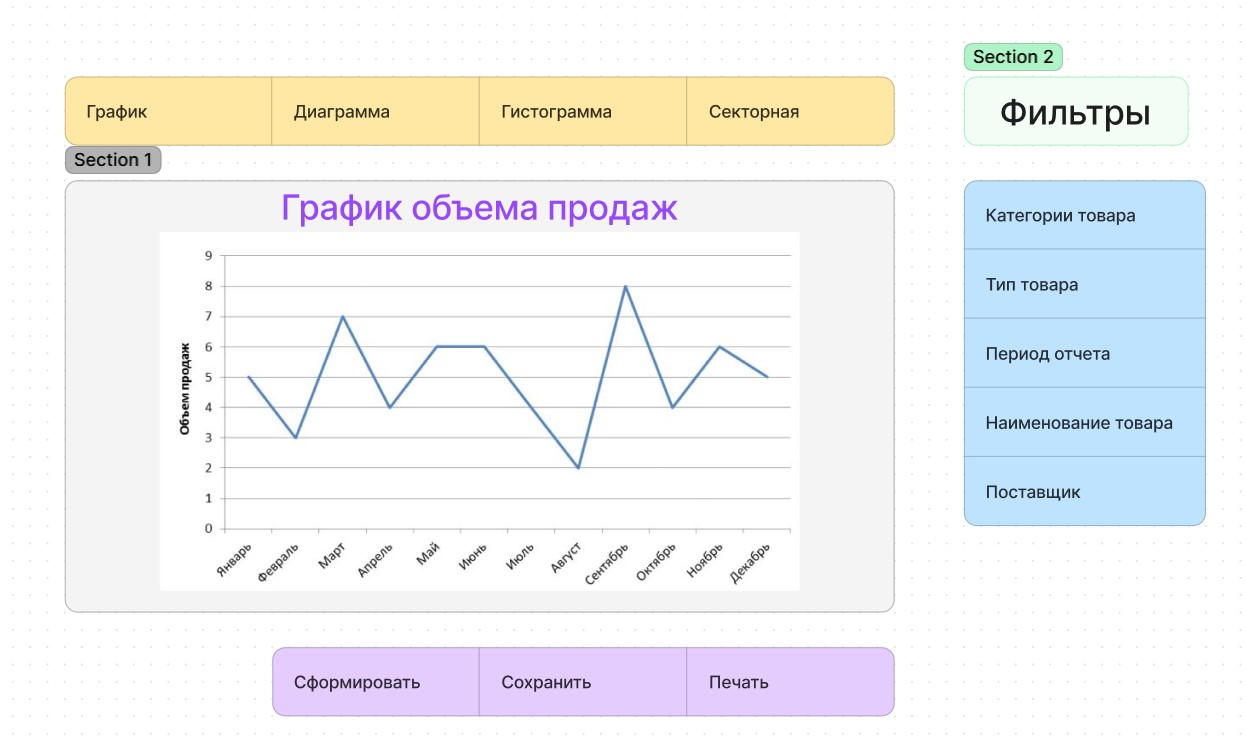 Section 2
График Диаграмма Гистограмма Секторная
Фильтры
Section 1
График объема продаж
9
8
7
6
5
4
3
2
1
0
Объем продаж
Январь Февраль Март Апрель Май Июнь Июль Август Сентябрь Октябрь Ноябрь Декабрь
Категории товара
Тип товара
Период отчета
Наименование товара
Поставщик
Сформировать Сохранить Печать